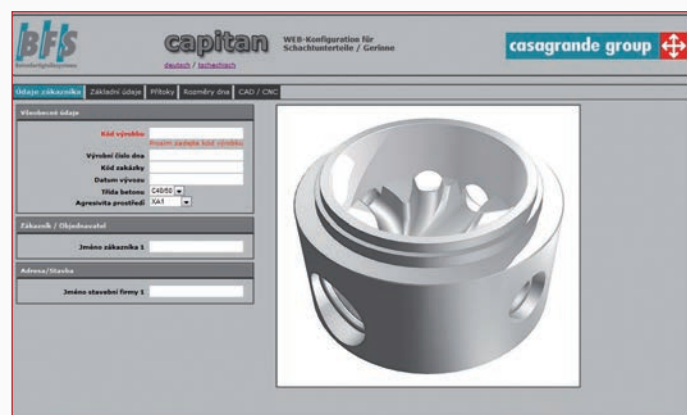 BFS
Betonfertigteilsysteme
capitan
deutsch / tschechisch
WEB-Konfiguration für
Schachtunterteile / Gerinne
casagrande group
Údaje zákazníka Základní údaje Přítoky Rozměry dna CAD / CNC
Všeobecné údaje
Kód výrobku
Prosím zadejte kód výrobku
Výrobní číslo dna
Kód zakázky
Datum vývozu
Třída betonu C40/50
Agresivita prostředí XA1
Zákazník / Objednavatel
Jméno zákazníka 1
Adresa/Stavba
Jméno stavební firmy 1